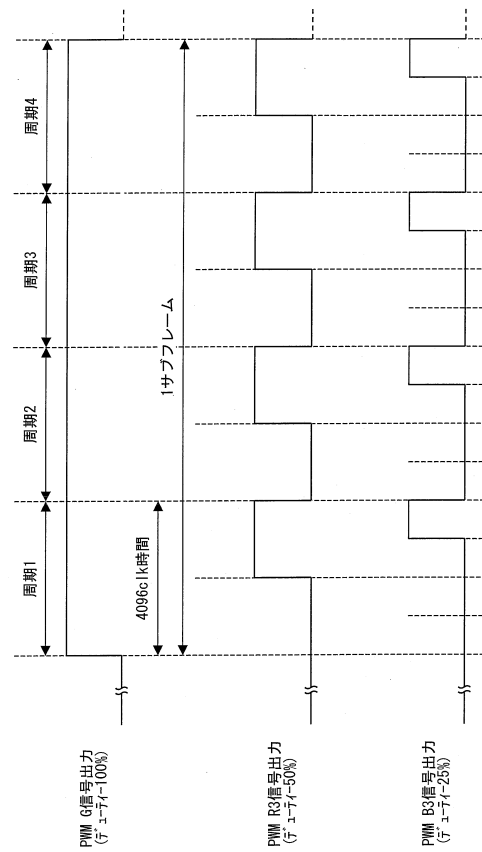 周期1
周期2
周期3
周期4
4096clk時間
1サブフレーム
PWM G信号出力
(デューティー100%)
PWM R3信号出力
(デューティー50%)
PWM B3信号出力
(デューティー25%)